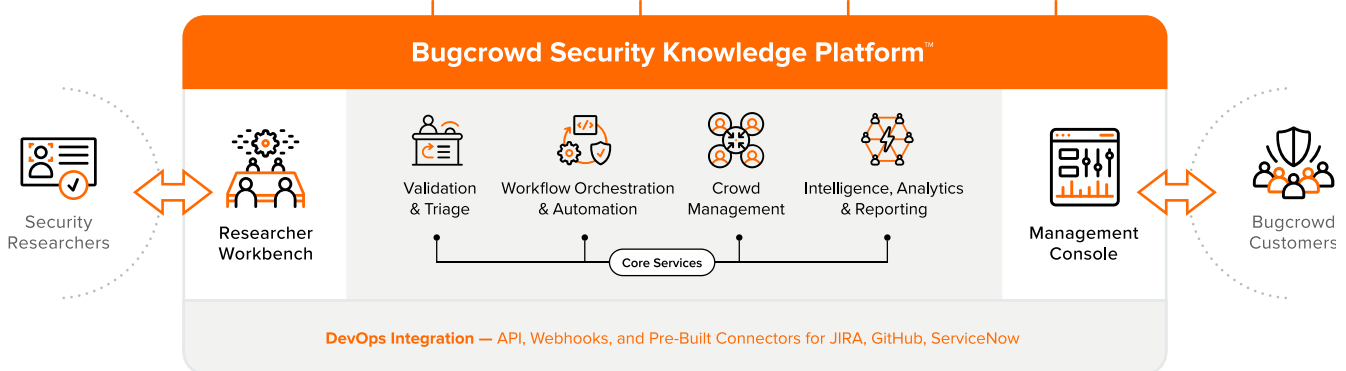 Bugcrowd Security Knowledge Platform™
Security
Researchers
Researcher
Workbench
Validation
& Triage
Workflow Orchestration
& Automation
Crowd
Management
Intelligence, Analytics
& Reporting
Core Services
Management
Console
Bugcrowd
Customers
DevOps Integration — API, Webhooks, and Pre-Built Connectors for JIRA, GitHub, ServiceNow